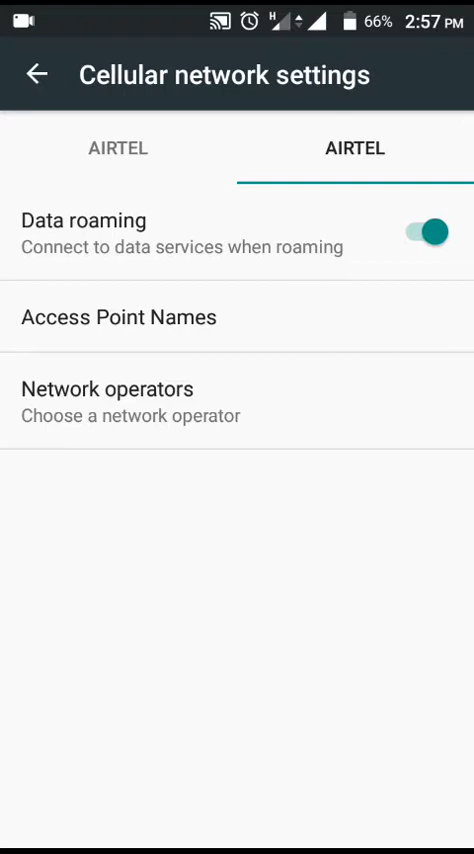 H 66% 2:57 PM
Cellular network settings
AIRTEL AIRTEL
Data roaming
Connect to data services when roaming
Access Point Names
Network operators
Choose a network operator